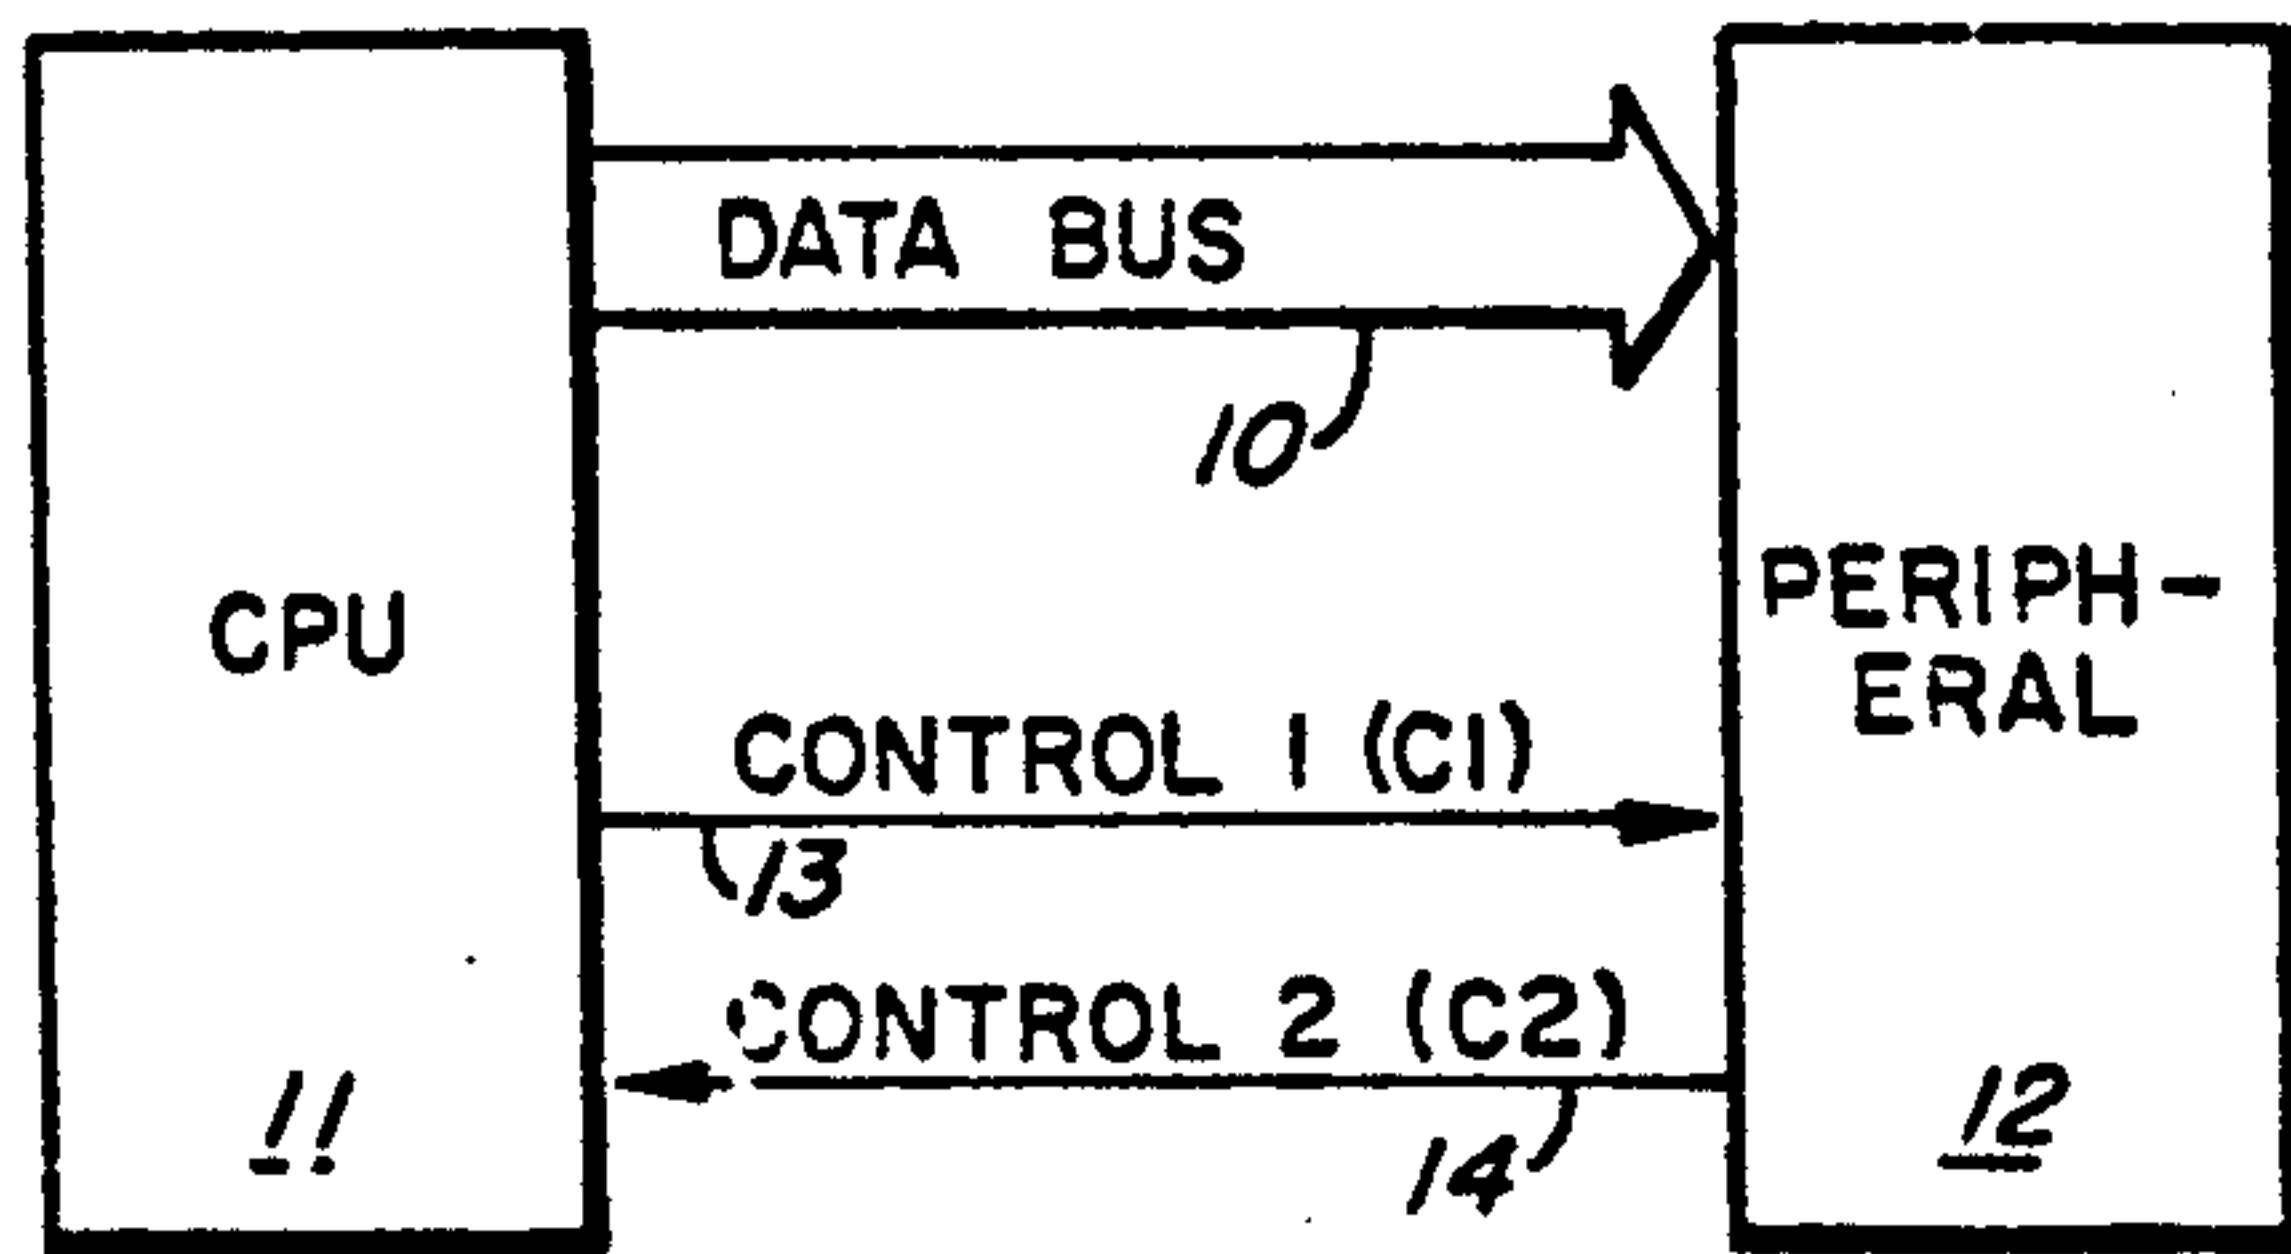 DATA BUS
10
CPU
PERIPH-
ERAL
CONTROL 1 (C1)
13
CONTROL 2 (C2)
11
14
12